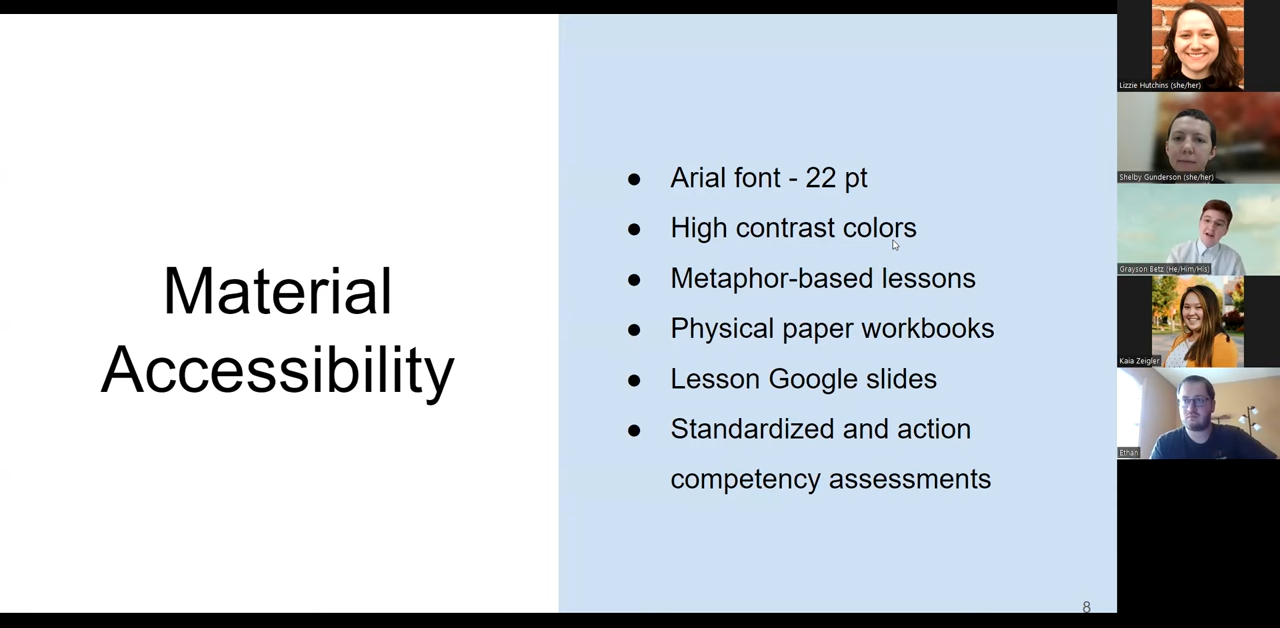 Material
Accessibility
● Arial font - 22 pt
● High contrast colors
● Metaphor-based lessons
● Physical paper workbooks
● Lesson Google slides
● Standardized and action
competency assessments
8
Lizzie Hutchins (she/her)
Shelby Gunderson (she/her)
Grayson Betz (He/Him/His)
Kaia Zeigler
Ethan